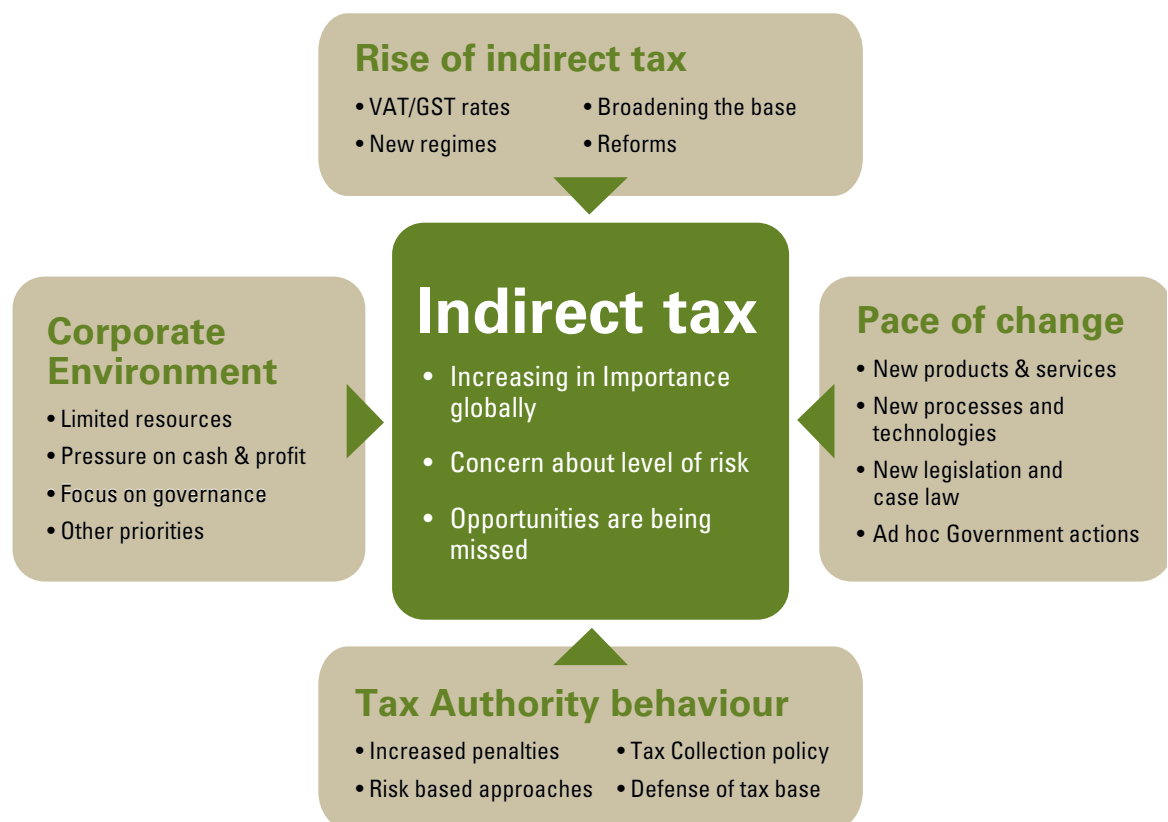 Rise of indirect tax
• VAT/GST rates
• New regimes
• Broadening the base
• Reforms
Corporate
Environment
• Limited resources
• Pressure on cash & profit
• Focus on governance
• Other priorities
Indirect tax
• Increasing in Importance
globally
• Concern about level of risk
• Opportunities are being
missed
Pace of change
• New products & services
• New processes and
technologies
• New legislation and
case law
• Ad hoc Government actions
Tax Authority behaviour
• Increased penalties
• Risk based approaches
• Tax Collection policy
• Defense of tax base